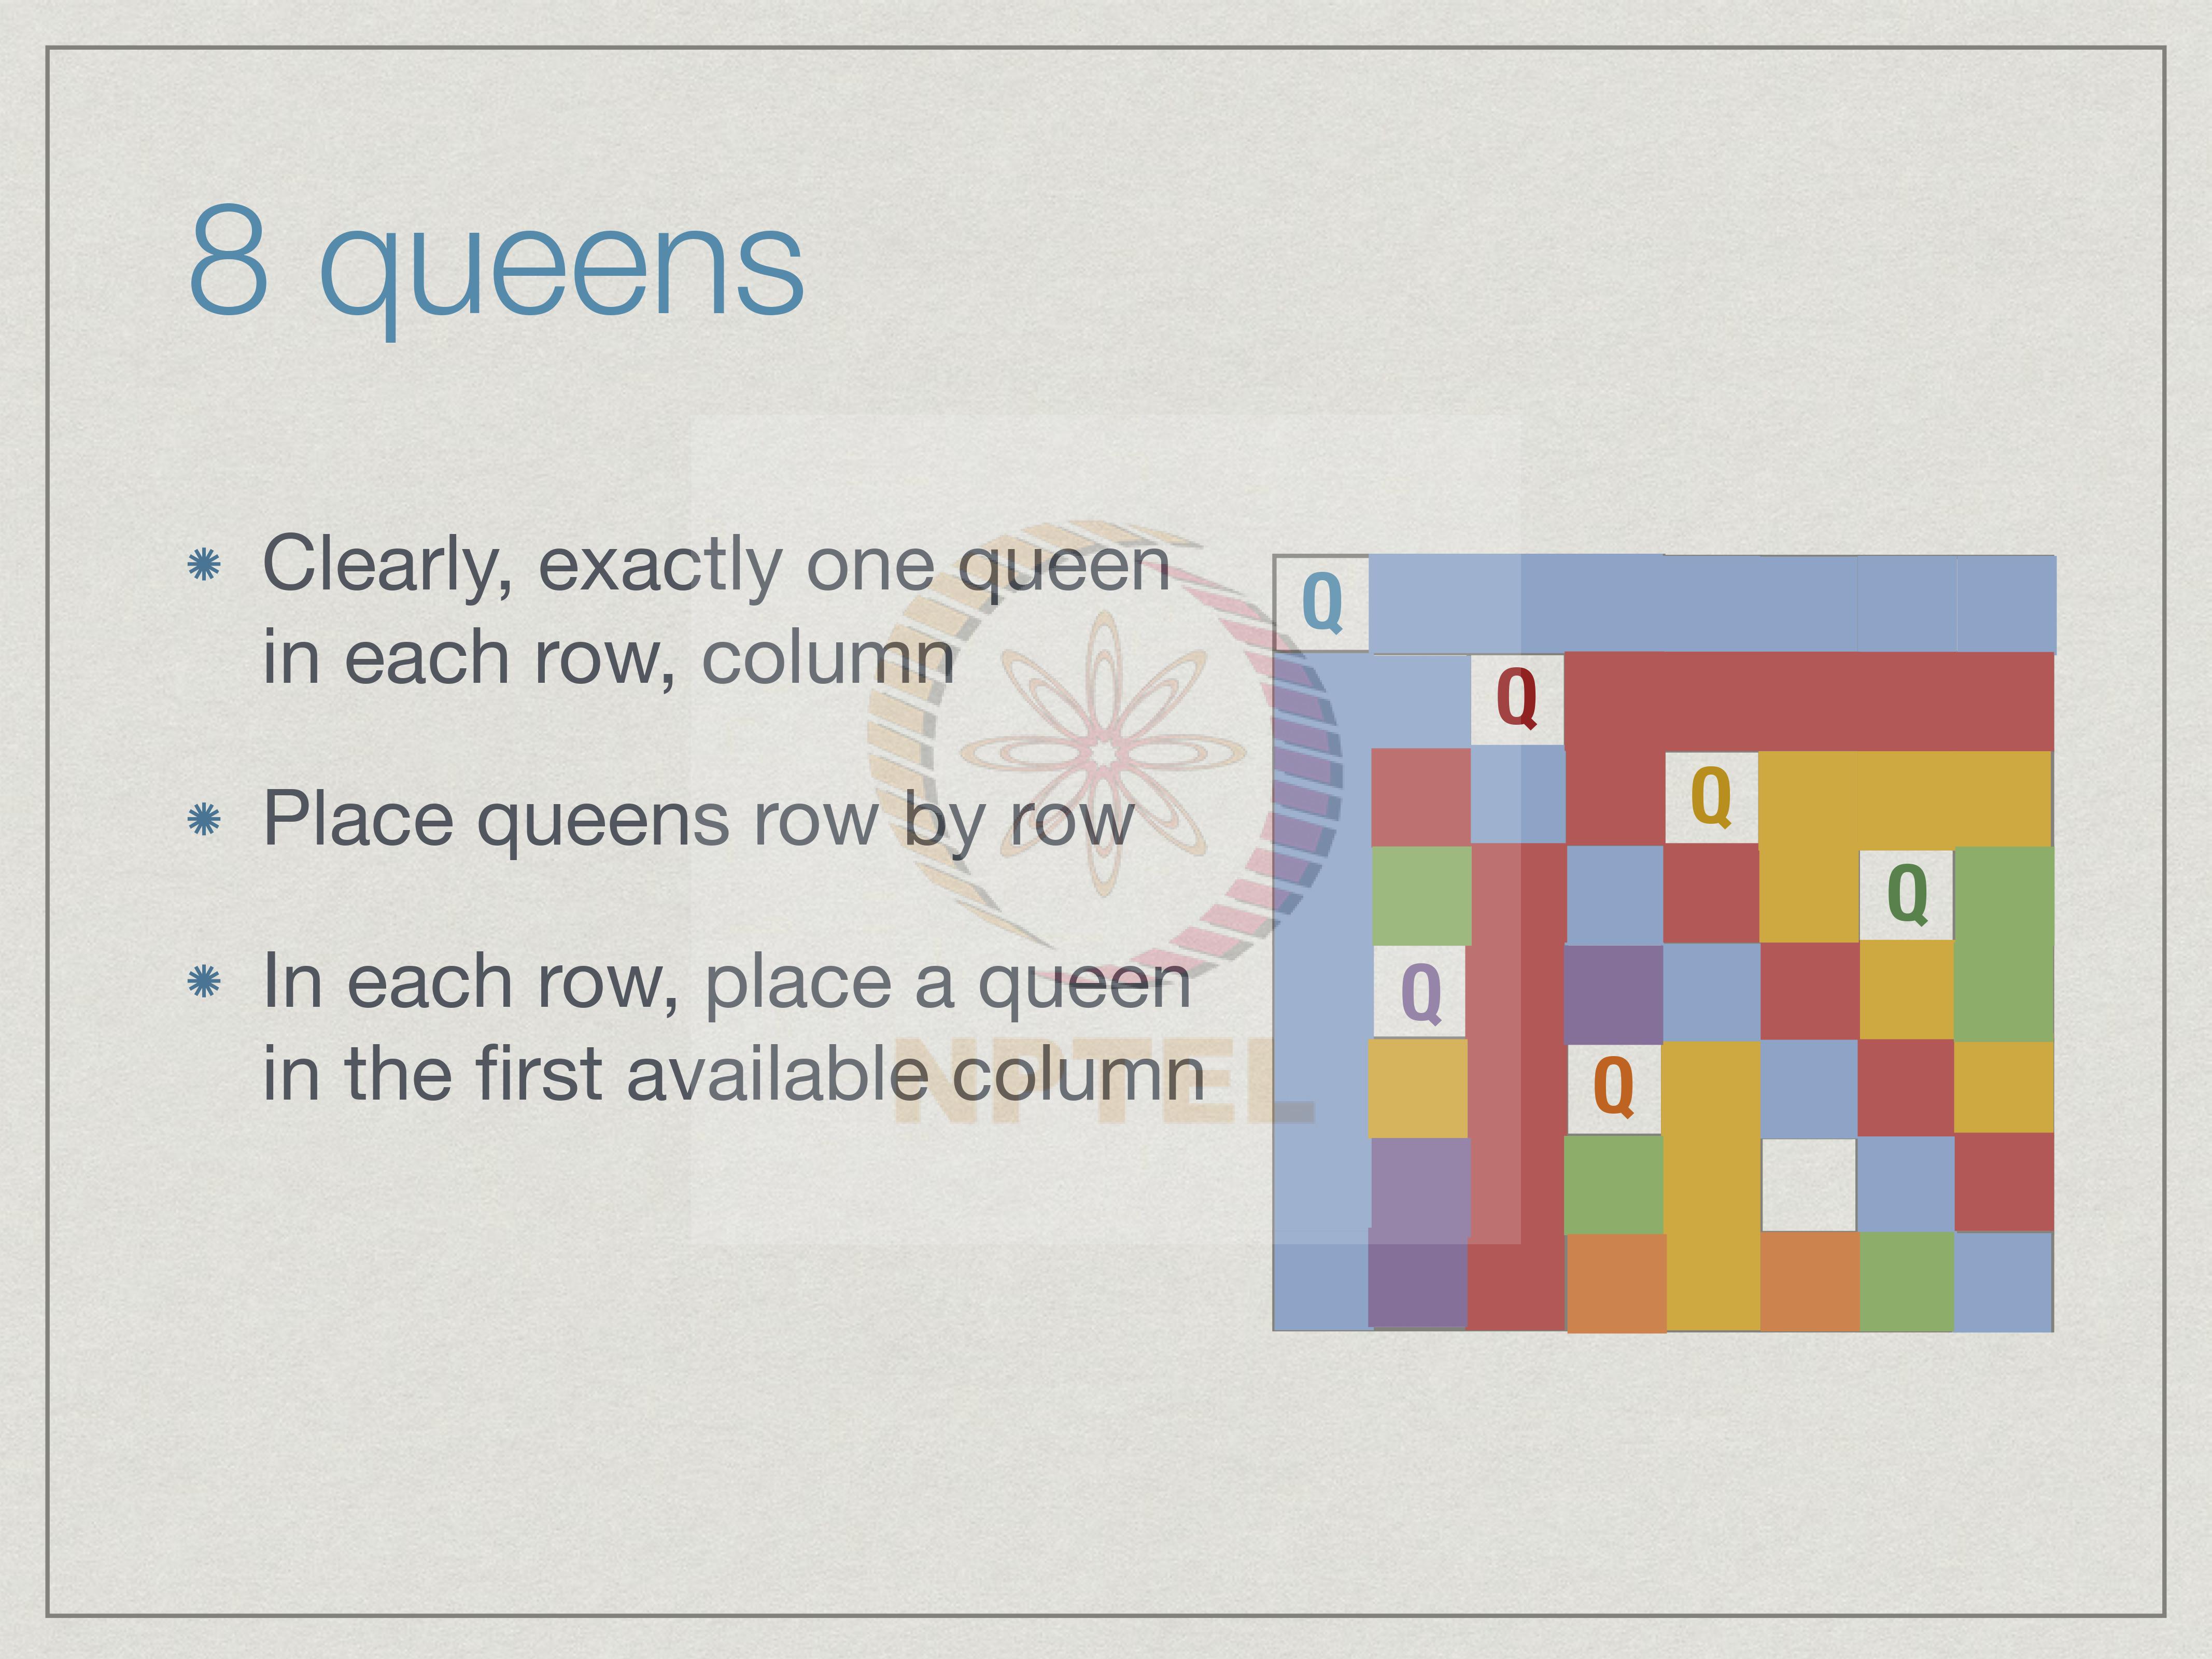 8 queens
Clearly, exactly one queen
in each row, column
Place queens row by row
In each row, place a queen
in the first available column
NPTEL
Q
Q
Q
Q
Q
Q